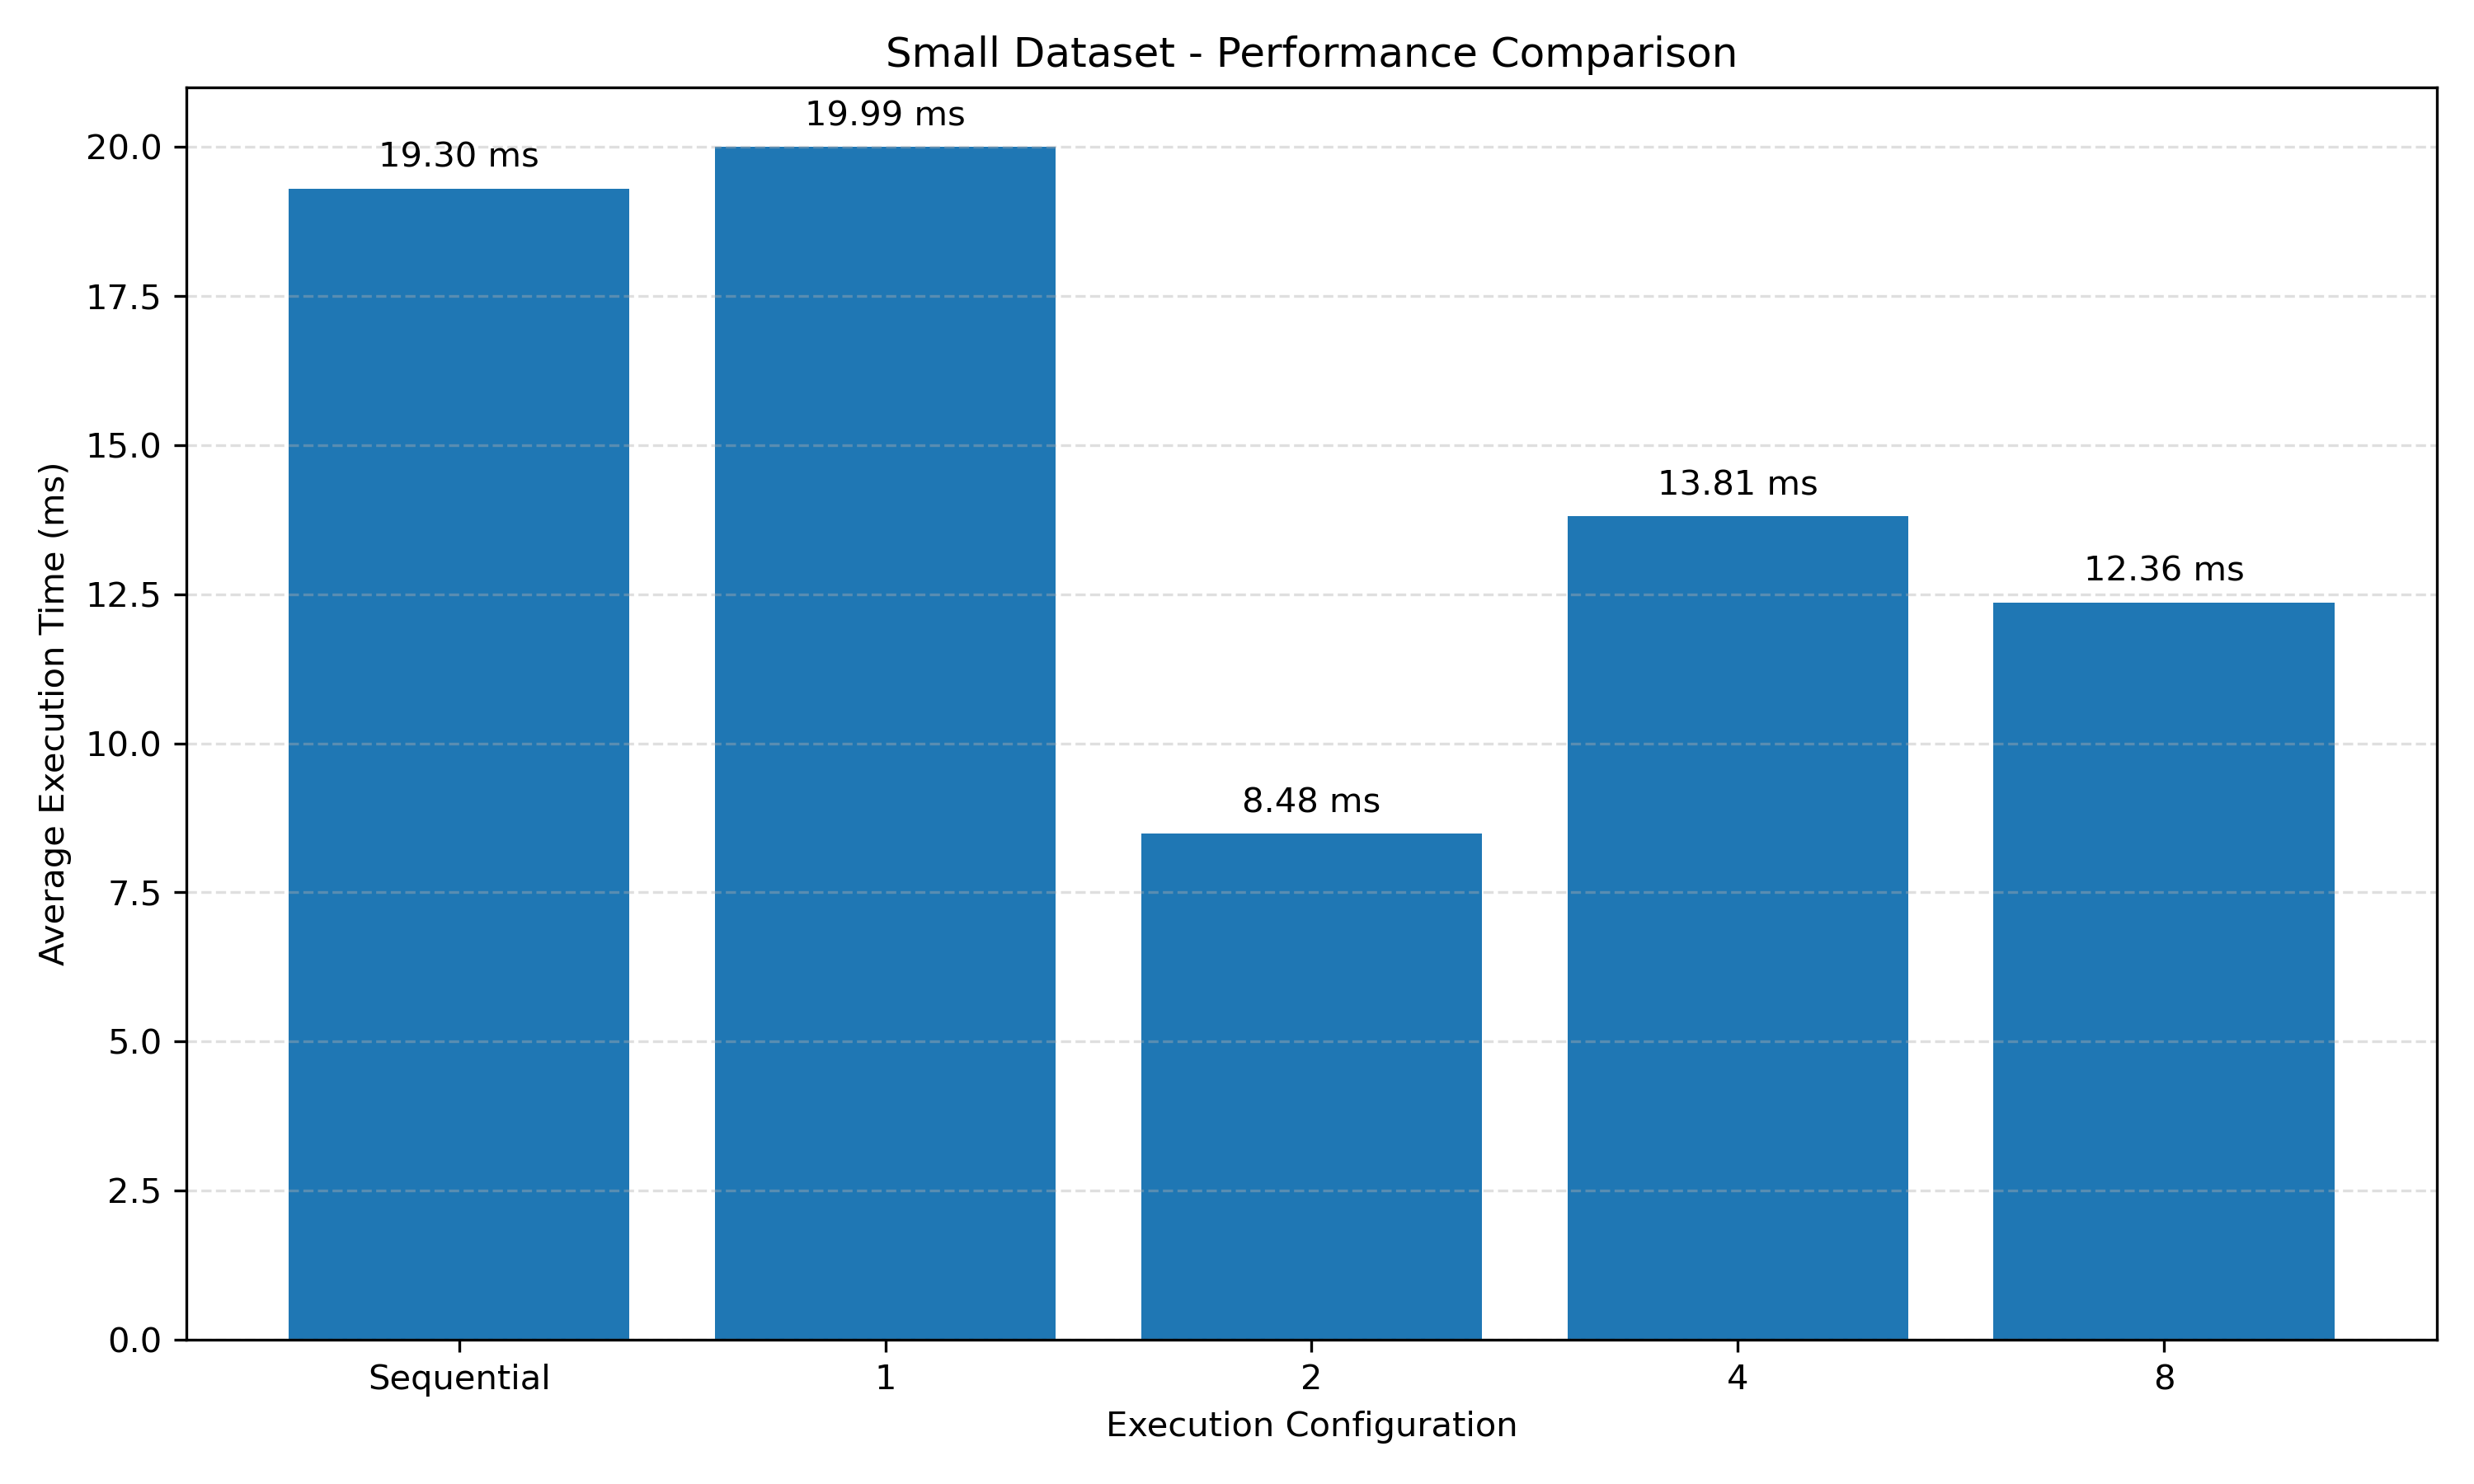 Small Dataset - Performance Comparison
Average Execution Time (ms)
20.0
17.5
15.0
12.5
10.0
7.5
5.0
2.5
0.0
19.30 ms
19.99 ms
8.48 ms
13.81 ms
12.36 ms
Sequential
1
2
4
8
Execution Configuration